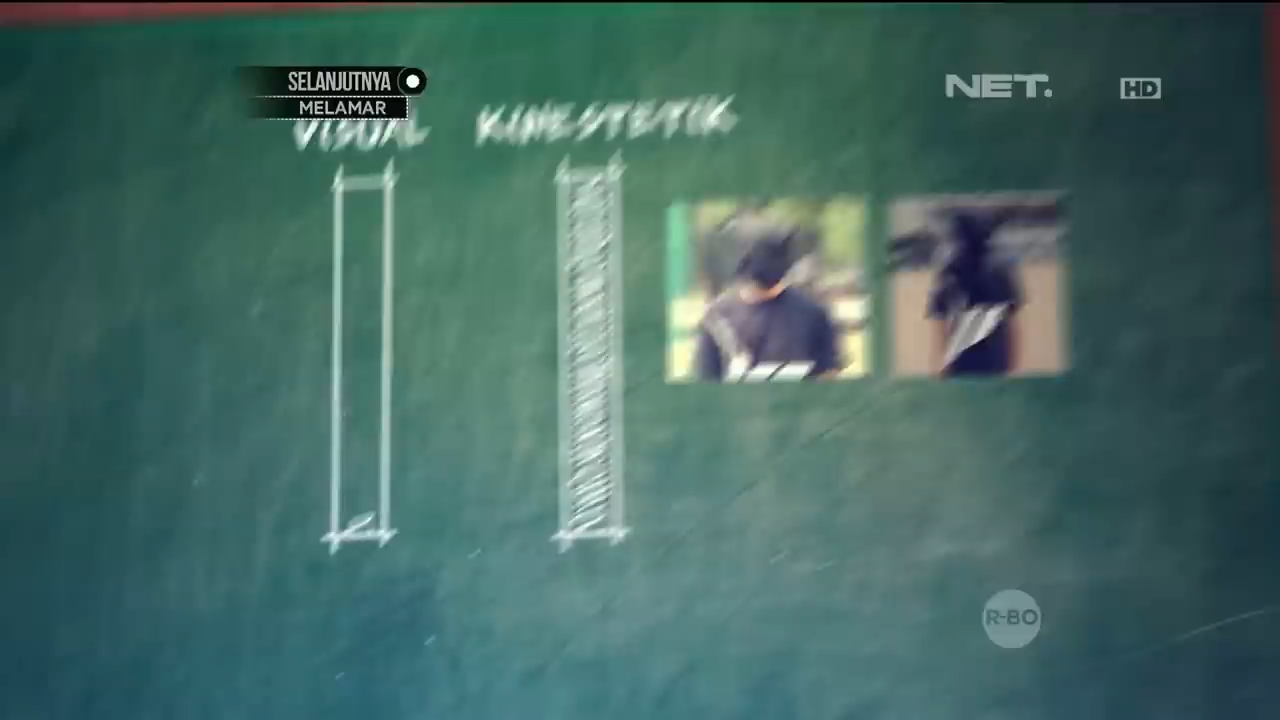 SELANJUTNYA
MELAMAR
NET.
HD
VISUAL
KINESTETIK
R-BO